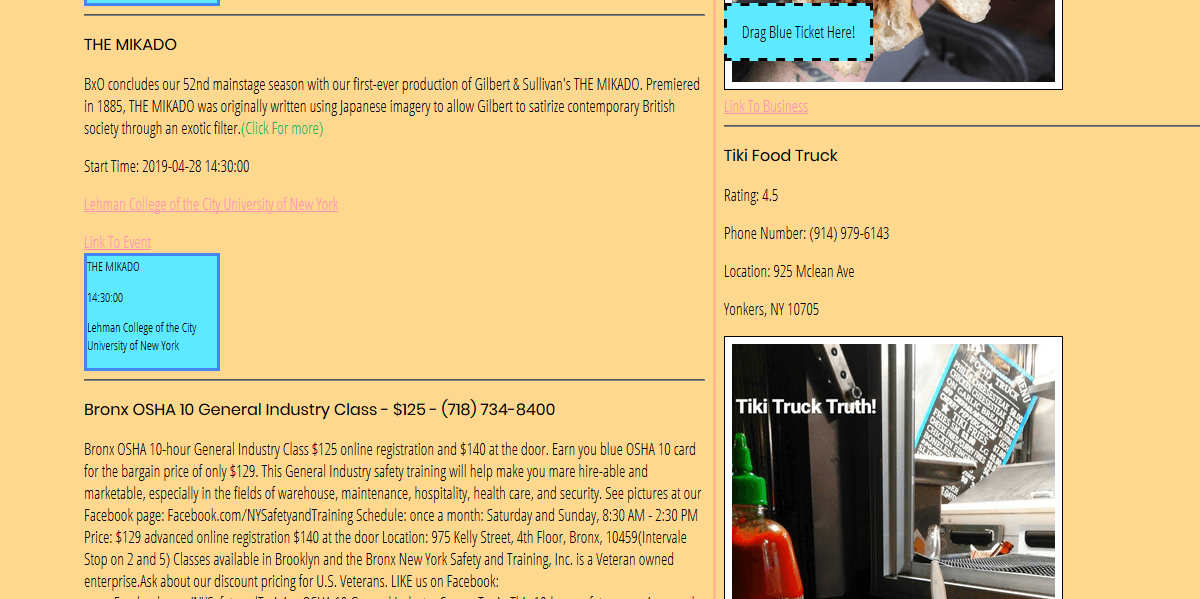 THE MIKADO
BxO concludes our 52nd mainstage season with our first-ever production of Gilbert & Sullivan's THE MIKADO. Premiered
in 1885, THE MIKADO was originally written using Japanese imagery to allow Gilbert to satirize contemporary British
society through an exotic filter.(Click For more)
Start Time: 2019-04-28 14:30:00
Lehman College of the City University of New York
Link To Event
THE MIKADO
14:30:00
Lehman College of the City
University of New York
Bronx OSHA 10 General Industry Class - $125 - (718) 734-8400
Bronx OSHA 10-hour General Industry Class $125 online registration and $140 at the door. Earn you blue OSHA 10 card
for the bargain price of only $129. This General Industry safety training will help make you mare hire-able and
marketable, especially in the fields of warehouse, maintenance, hospitality, health care, and security. See pictures at our
Facebook page: Facebook.com/NYSafetyandTraining Schedule: once a month: Saturday and Sunday, 8:30 AM - 2:30 PM
Price: $129 advanced online registration $140 at the door Location: 975 Kelly Street, 4th Floor, Bronx, 10459(Intervale
Stop on 2 and 5) Classes available in Brooklyn and the Bronx New York Safety and Training, Inc. is a Veteran owned
enterprise.Ask about our discount pricing for U.S. Veterans. LIKE us on Facebook:
Drag Blue Ticket Here!
Link To Business
Tiki Food Truck
Rating: 4.5
Phone Number: (914) 979-6143
Location: 925 Mclean Ave
Yonkers, NY 10705
Tiki Truck Truth!
FOOD TRUCK
MENU